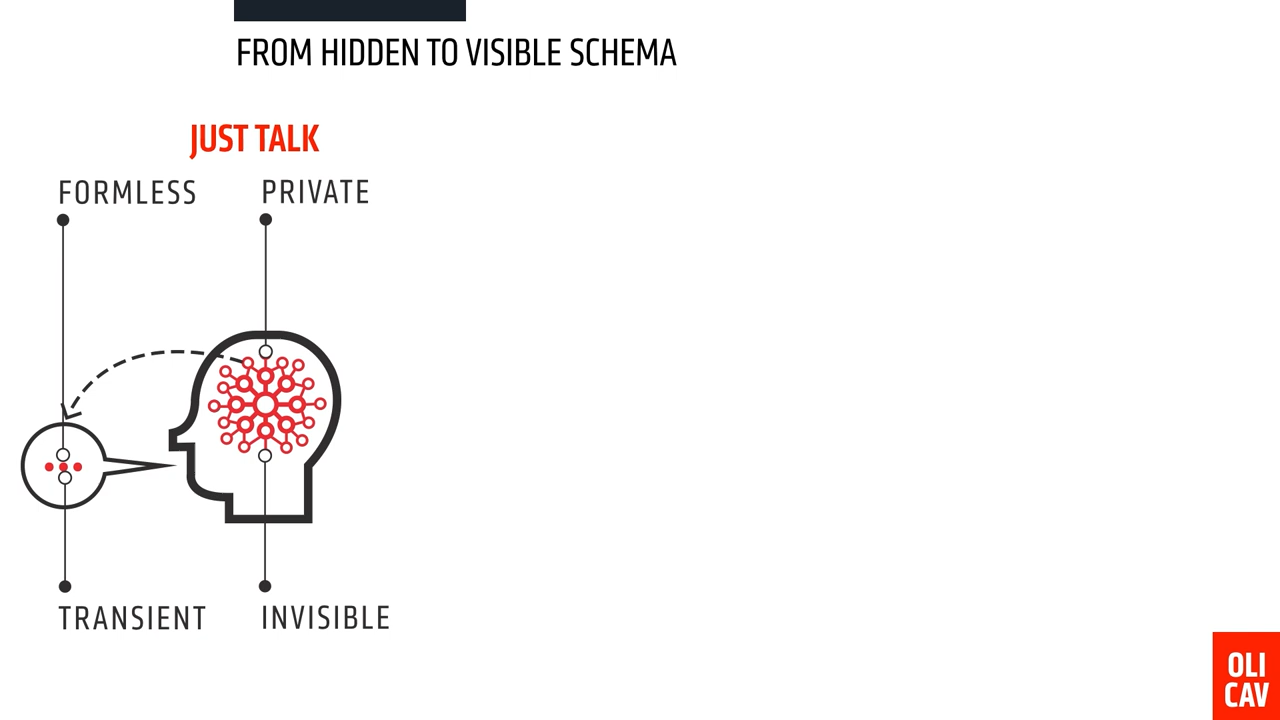 FROM HIDDEN TO VISIBLE SCHEMA
JUST TALK
FORMLESS
PRIVATE
TRANSIENT
INVISIBLE
OLI
CAV